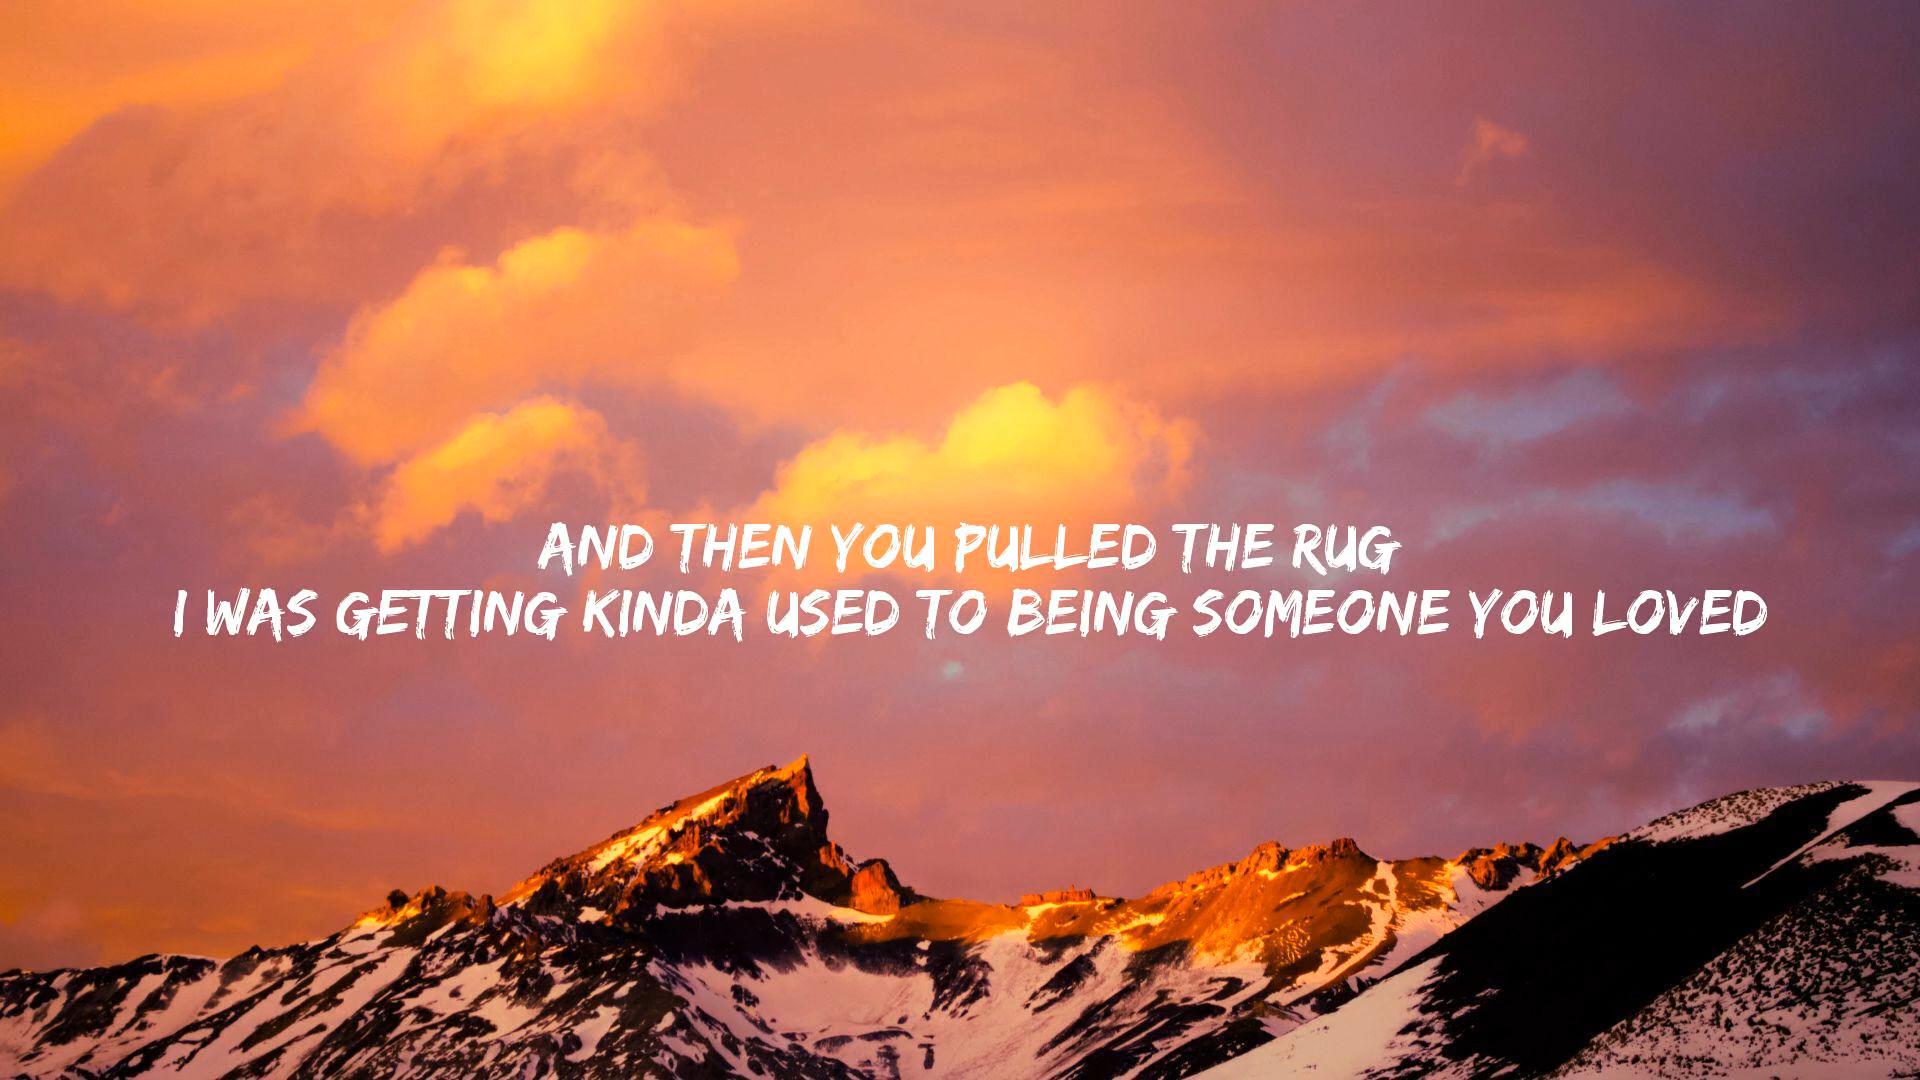 AND THEN YOU PULLED THE RUG
I WAS GETTING KINDA USED TO BEING SOMEONE YOU LOVED